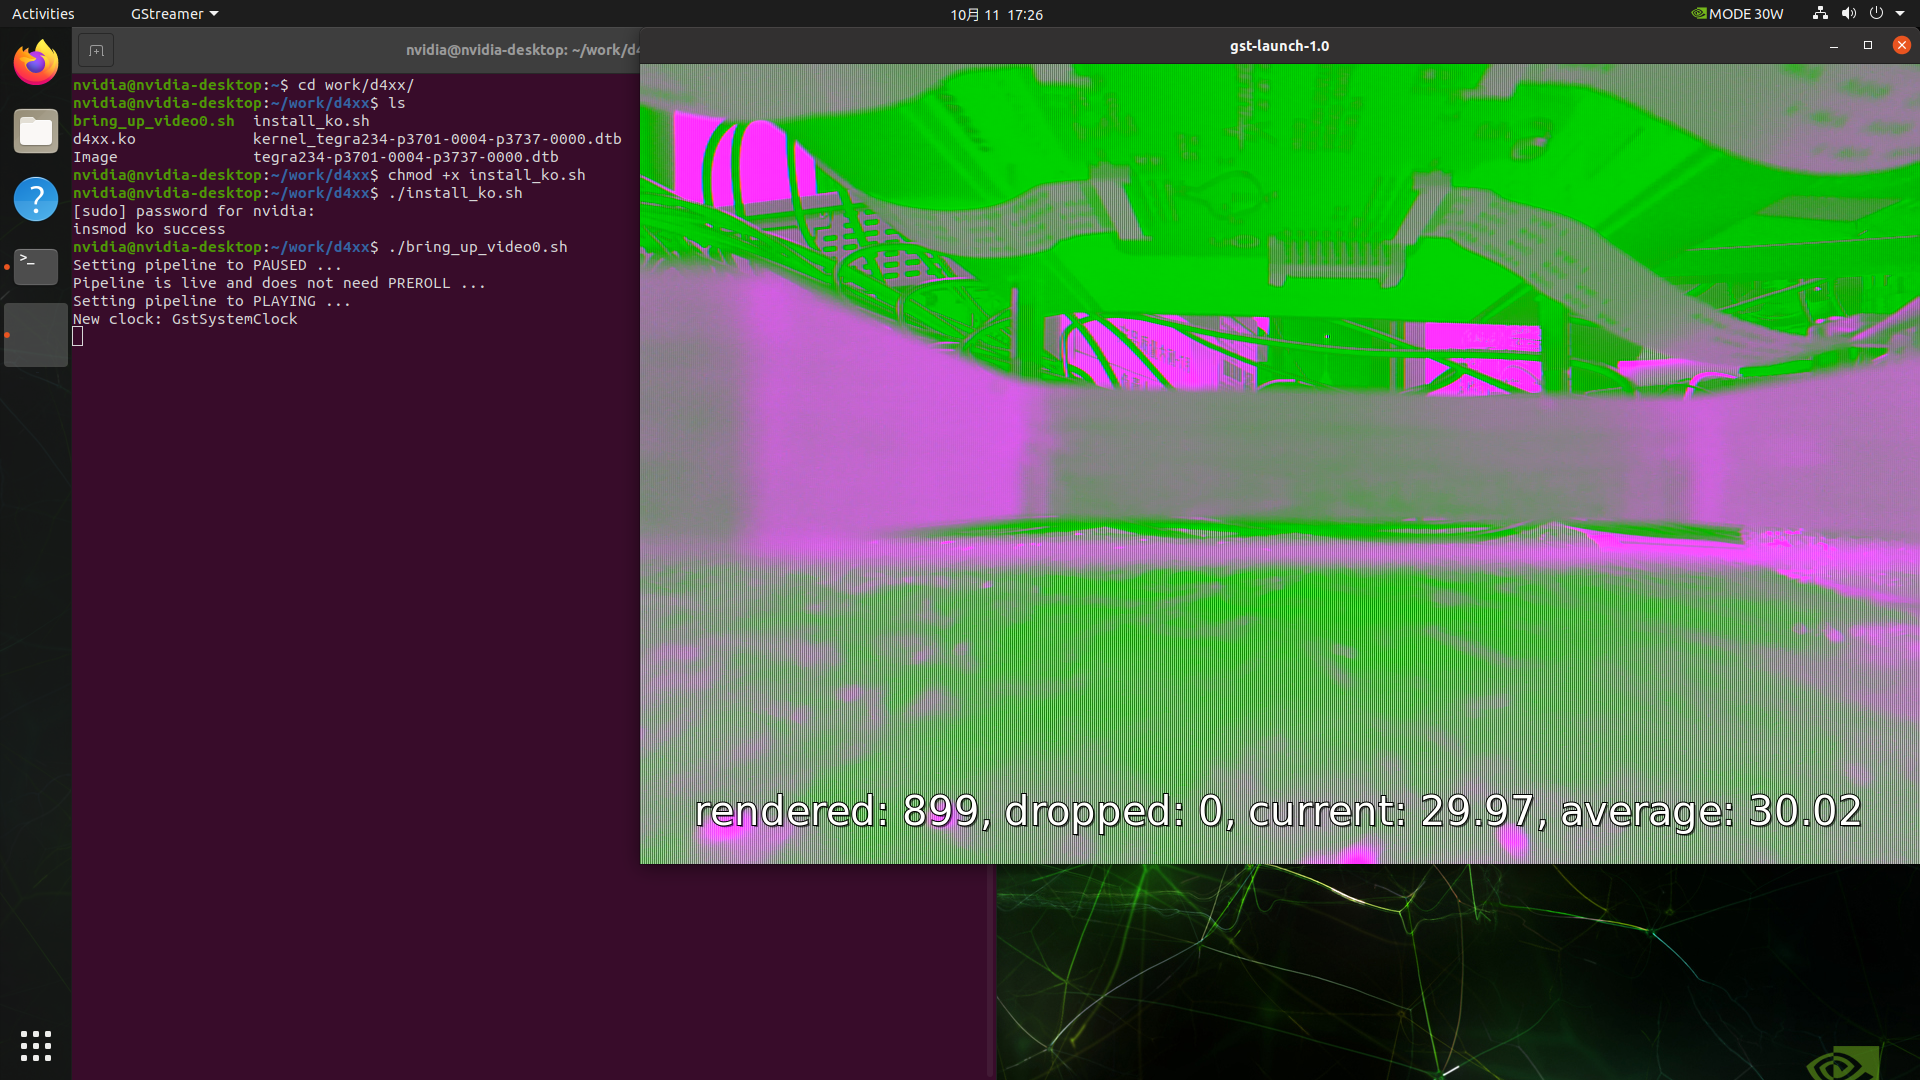 Activities
GStreamer
10月 11 17:26
MODE 30W
nvidia@nvidia-desktop: ~/work/d4
gst-launch-1.0
nvidia@nvidia-desktop:~$ cd work/d4xx/
nvidia@nvidia-desktop:~/work/d4xx$ ls
bring_up_video0.sh install_ko.sh
d4xx.ko kernel_tegra234-p3701-0004-p3737-0000.dtb
Image tegra234-p3701-0004-p3737-0000.dtb
nvidia@nvidia-desktop:~/work/d4xx$ chmod +x install_ko.sh
nvidia@nvidia-desktop:~/work/d4xx$ ./install_ko.sh
[sudo] password for nvidia:
insmod ko success
nvidia@nvidia-desktop:~/work/d4xx$ ./bring_up_video0.sh
Setting pipeline to PAUSED ...
Pipeline is live and does not need PREROLL ...
Setting pipeline to PLAYING ...
New clock: GstSystemClock
rendered: 899, dropped: 0, current: 29.97, average: 30.02